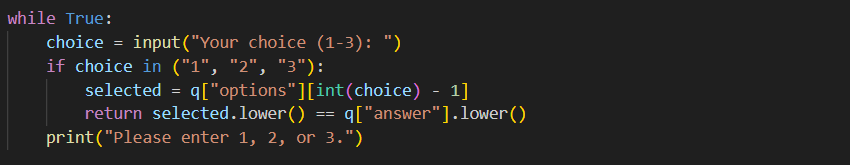 while True:
    choice = input("Your choice (1-3): ")
    if choice in ("1", "2", "3"):
        selected = q["options"][int(choice) - 1]
        return selected.lower() == q["answer"].lower()
    print("Please enter 1, 2, or 3.")